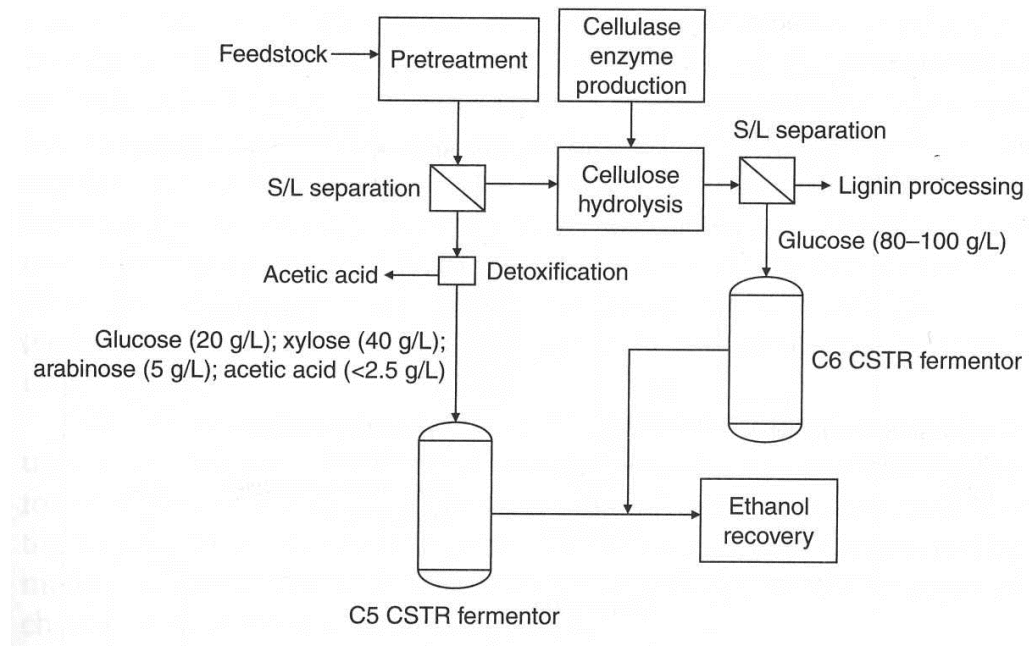 Feedstock
Pretreatment
Cellulase
enzyme
production
S/L separation
S/L separation
Cellulose
hydrolysis
Lignin processing
Glucose (80–100 g/L)
Acetic acid
Detoxification
Glucose (20 g/L); xylose (40 g/L);
arabinose (5 g/L); acetic acid (<2.5 g/L)
C6 CSTR fermentor
Ethanol
recovery
C5 CSTR fermentor